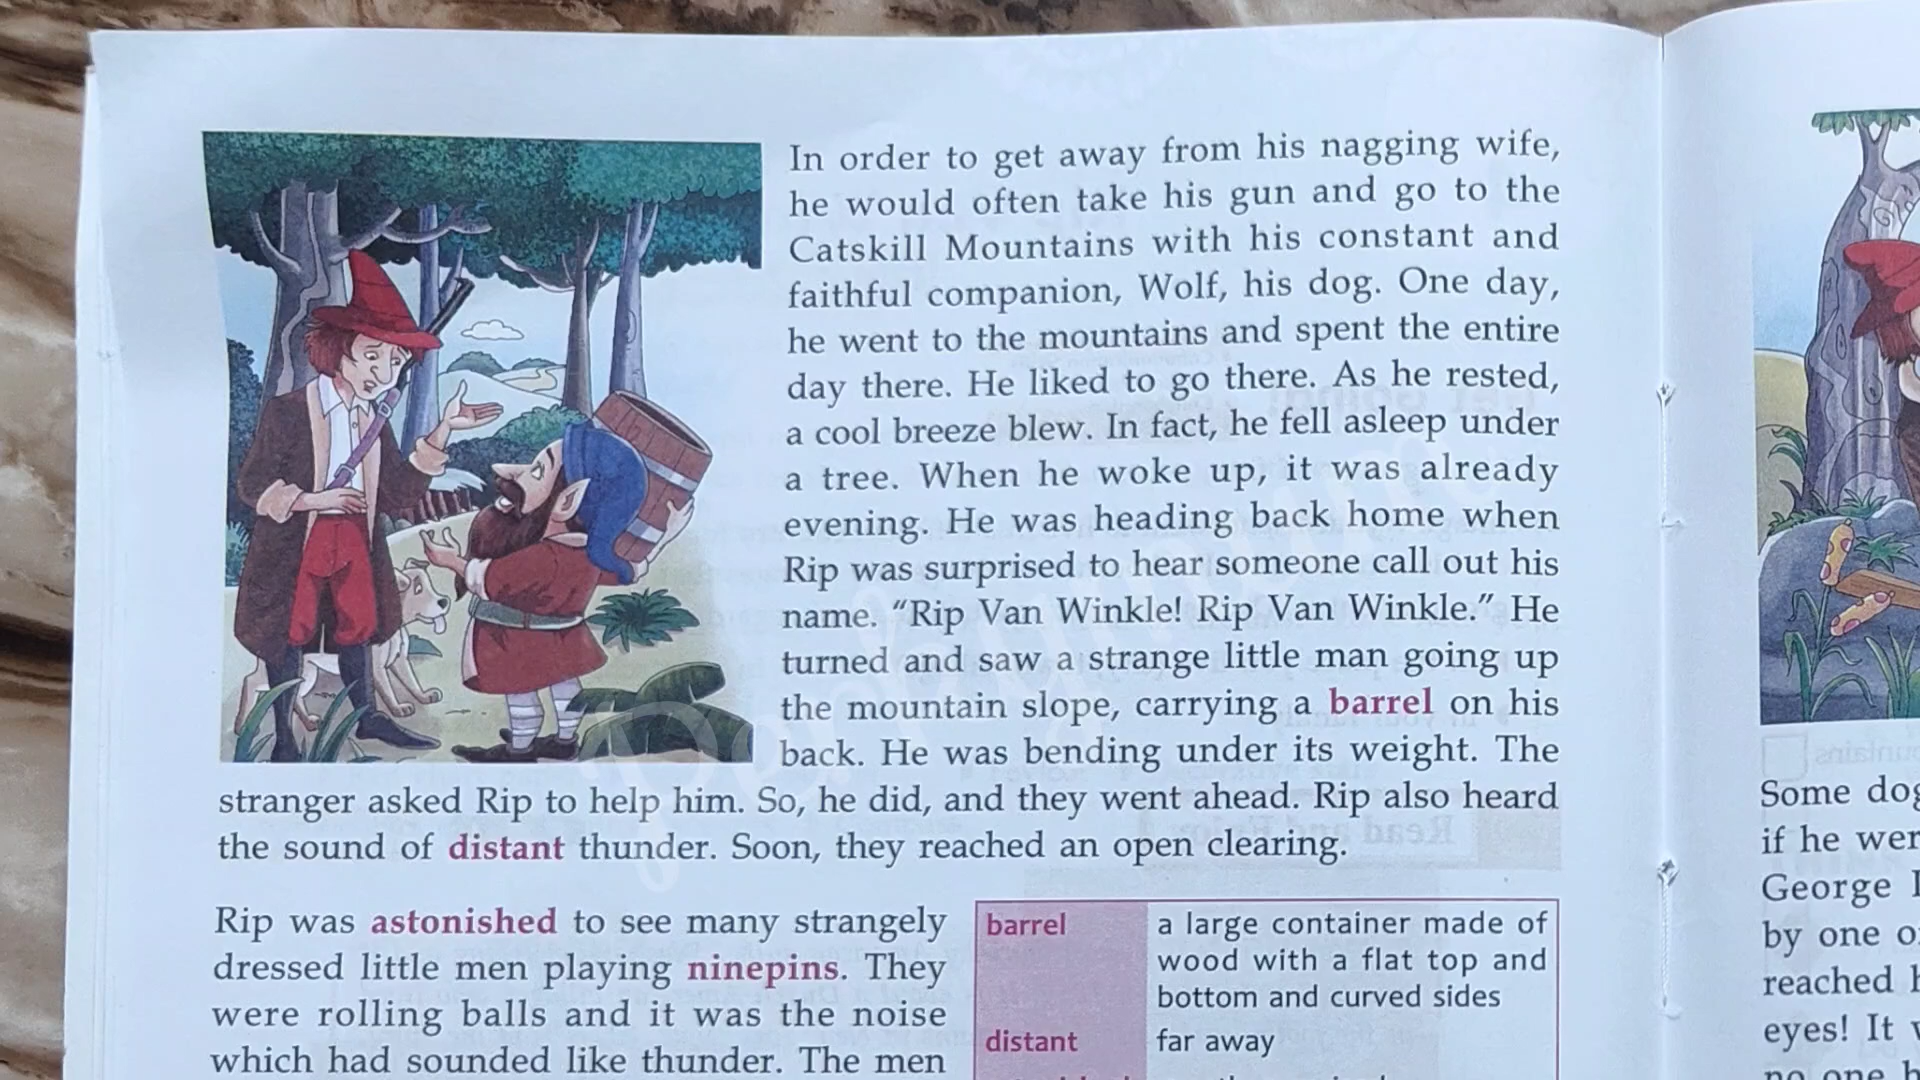 In order to get away from his nagging wife,
he would often take his gun and go to the
Catskill Mountains with his constant and
faithful companion, Wolf, his dog. One day,
he went to the mountains and spent the entire
day there. He liked to go there. As he rested,
a cool breeze blew. In fact, he fell asleep under
a tree. When he woke up, it was already
evening. He was heading back home when
Rip was surprised to hear someone call out his
name. “Rip Van Winkle! Rip Van Winkle.” He
turned and saw a strange little man going up
the mountain slope, carrying a barrel on his
back. He was bending under its weight. The
stranger asked Rip to help him. So, he did, and they went ahead. Rip also heard
the sound of distant thunder. Soon, they reached an open clearing.
Rip was astonished to see many strangely
dressed little men playing ninepins. They
were rolling balls and it was the noise
which had sounded like thunder. The men
barrel a large container made of
wood with a flat top and
bottom and curved sides
distant far away
Some
if he
George
by one
reached
eyes! It
no one